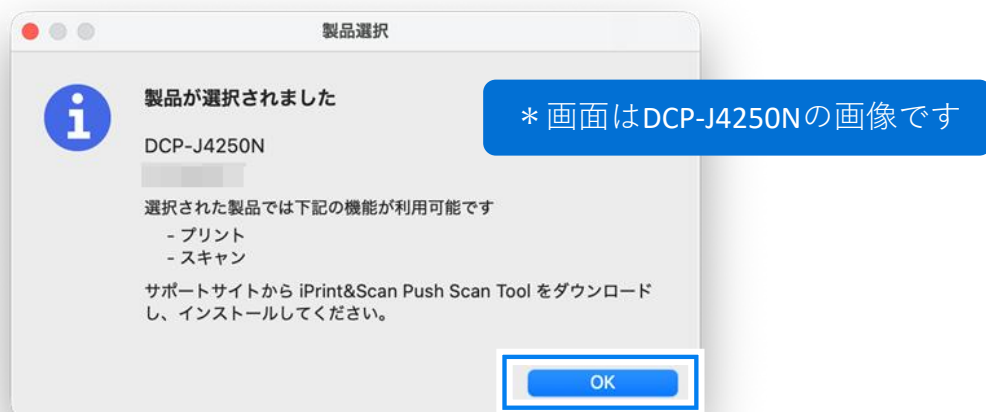 製品選択
製品が選択されました
＊画面はDCP-J4250Nの画像です
DCP-J4250N
選択された製品では下記の機能が利用可能です
- プリント
- スキャン
サポートサイトから iPrint&Scan Push Scan Tool をダウンロード
し、インストールしてください。
OK